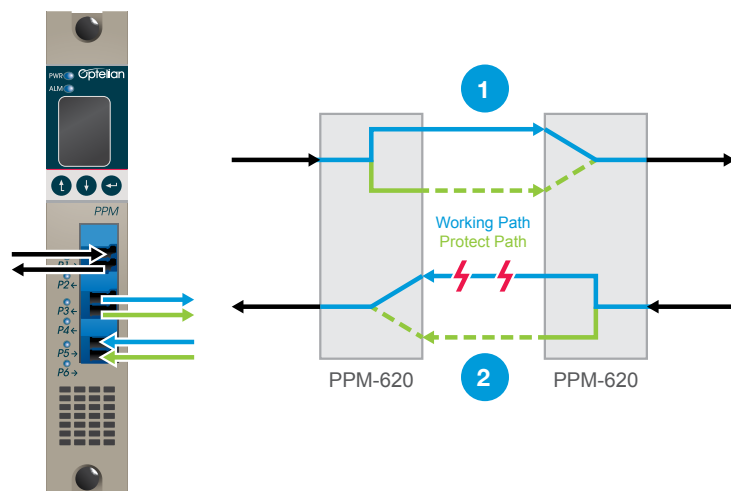 PWR Optelian
ALM
PPM
P1→
P2←
P3←
P4←
P5→
P6→
1
Working Path
Protect Path
PPM-620
2
PPM-620